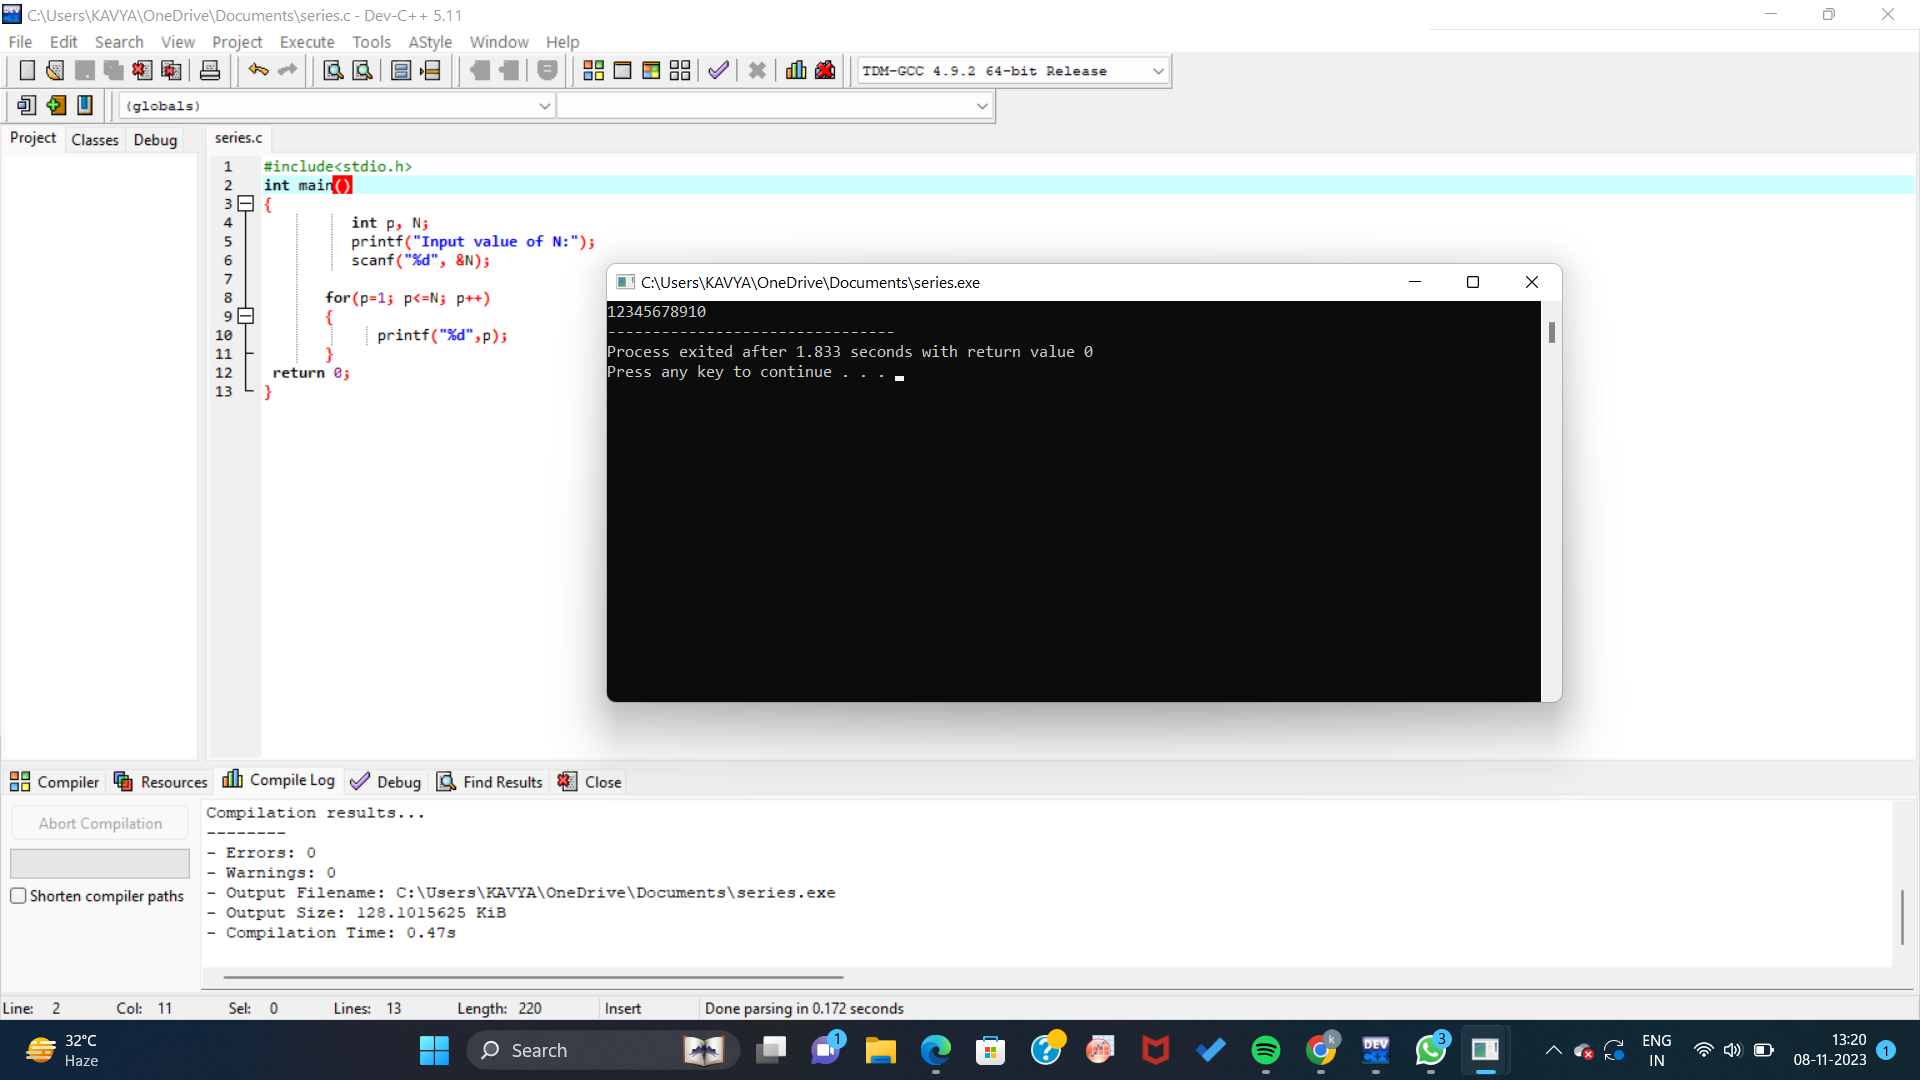 C:\Users\KAVYA\OneDrive\Documents\series.c - Dev-C++ 5.11
File Edit Search View Project Execute Tools AStyle Window Help
TDM-GCC 4.9.2 64-bit Release
(globals)
Project Classes Debug series.c
1 #include<stdio.h>
2 int main()
3 {
4 int p, N;
5 printf("Input value of N:");
6 scanf("%d", &N);
7
8 for(p=1; p<=N; p++)
9 {
10 printf("%d",p);
11 }
12 return 0;
13 }
C:\Users\KAVYA\OneDrive\Documents\series.exe
12345678910
--------------------------------
Process exited after 1.833 seconds with return value 0
Press any key to continue . . .
Compiler Resources Compile Log Debug Find Results Close
Abort Compilation
Shorten compiler paths
Compilation results...
--------
- Errors: 0
- Warnings: 0
- Output Filename: C:\Users\KAVYA\OneDrive\Documents\series.exe
- Output Size: 128.1015625 KiB
- Compilation Time: 0.47s
Line: 2 Col: 11 Sel: 0 Lines: 13 Length: 220 Insert Done parsing in 0.172 seconds
32°C
Haze
Search
1
k
DEV
C++
3
ENG
IN
13:20
08-11-2023
1